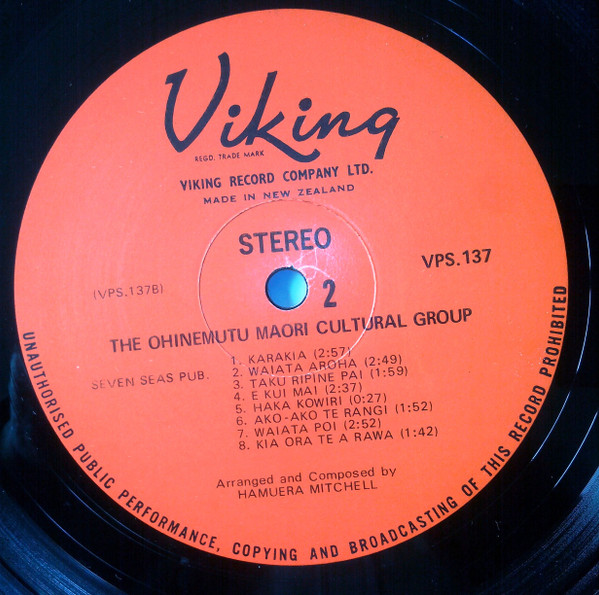 Viking
REGD. TRADE MARK
VIKING RECORD COMPANY LTD.
MADE IN NEW ZEALAND
STEREO
VPS.137
(VPS.137B)
2
THE OHINEMUTU MAORI CULTURAL GROUP
SEVEN SEAS PUB.
1. KARAKIA (2:57)
2. WAIATA AROHA (2:49)
3. TAKU RIPINE PAI (1:59)
4. E KUI MAI (2:37)
5. HAKA KOWIRI (0:27)
6. AKO-AKO TE RANGI (1:52)
7. WAIATA POI (2:52)
8. KIA ORA TE A RAWA (1:42)
Arranged and Composed by
HAMUERA MITCHELL
UNAUTHORISED PUBLIC PERFORMANCE, COPYING AND BROADCASTING OF THIS RECORD PROHIBITED